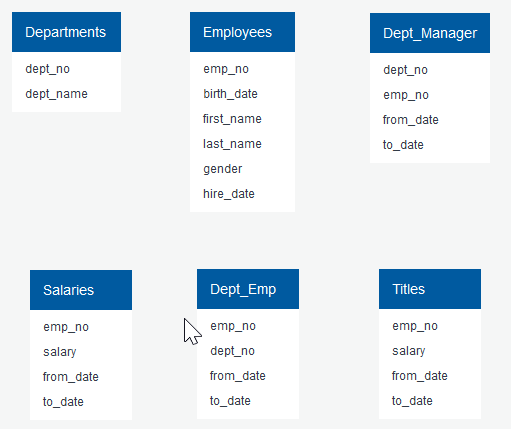 Departments
dept_no
dept_name
Employees
emp_no
birth_date
first_name
last_name
gender
hire_date
Dept_Manager
dept_no
emp_no
from_date
to_date
Salaries
emp_no
salary
from_date
to_date
Dept_Emp
emp_no
dept_no
from_date
to_date
Titles
emp_no
salary
from_date
to_date